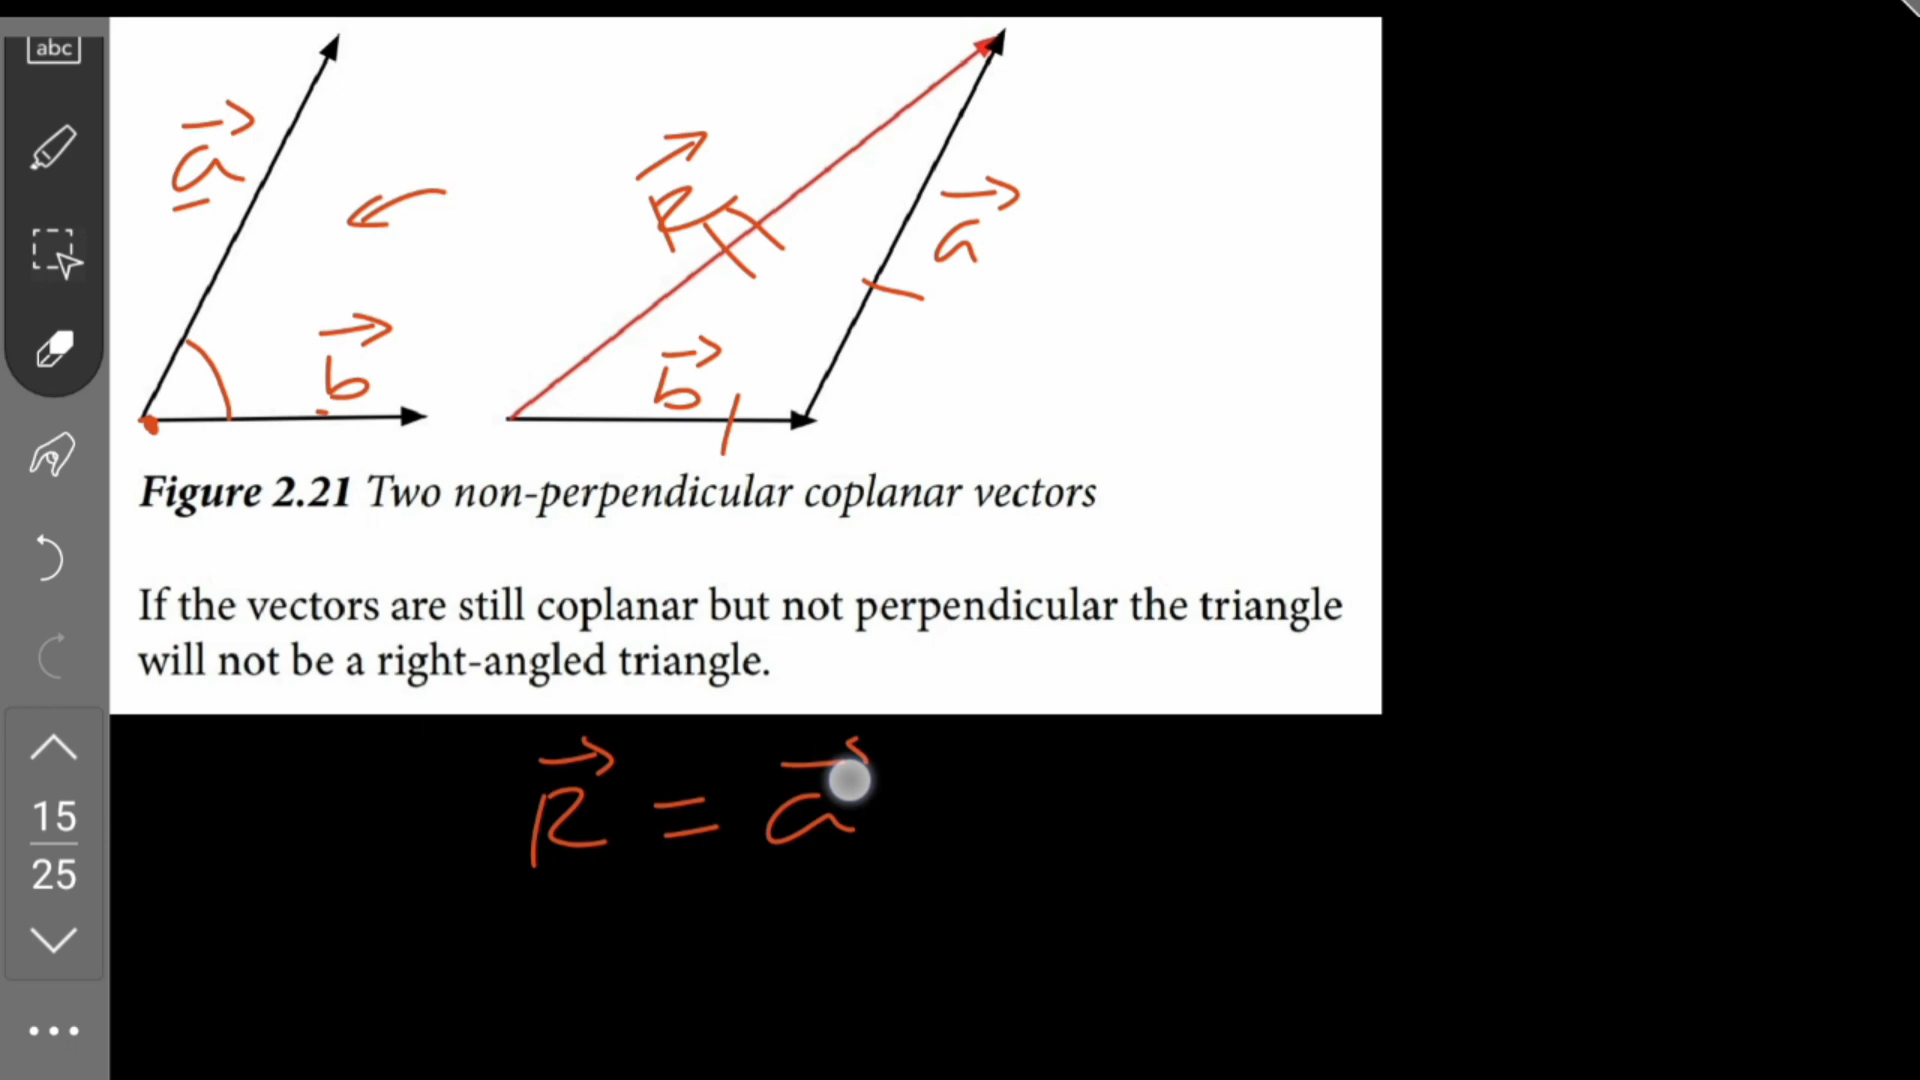 abc
a
b
R
a
b
Figure 2.21 Two non-perpendicular coplanar vectors
If the vectors are still coplanar but not perpendicular the triangle
will not be a right-angled triangle.
R = a
15
25